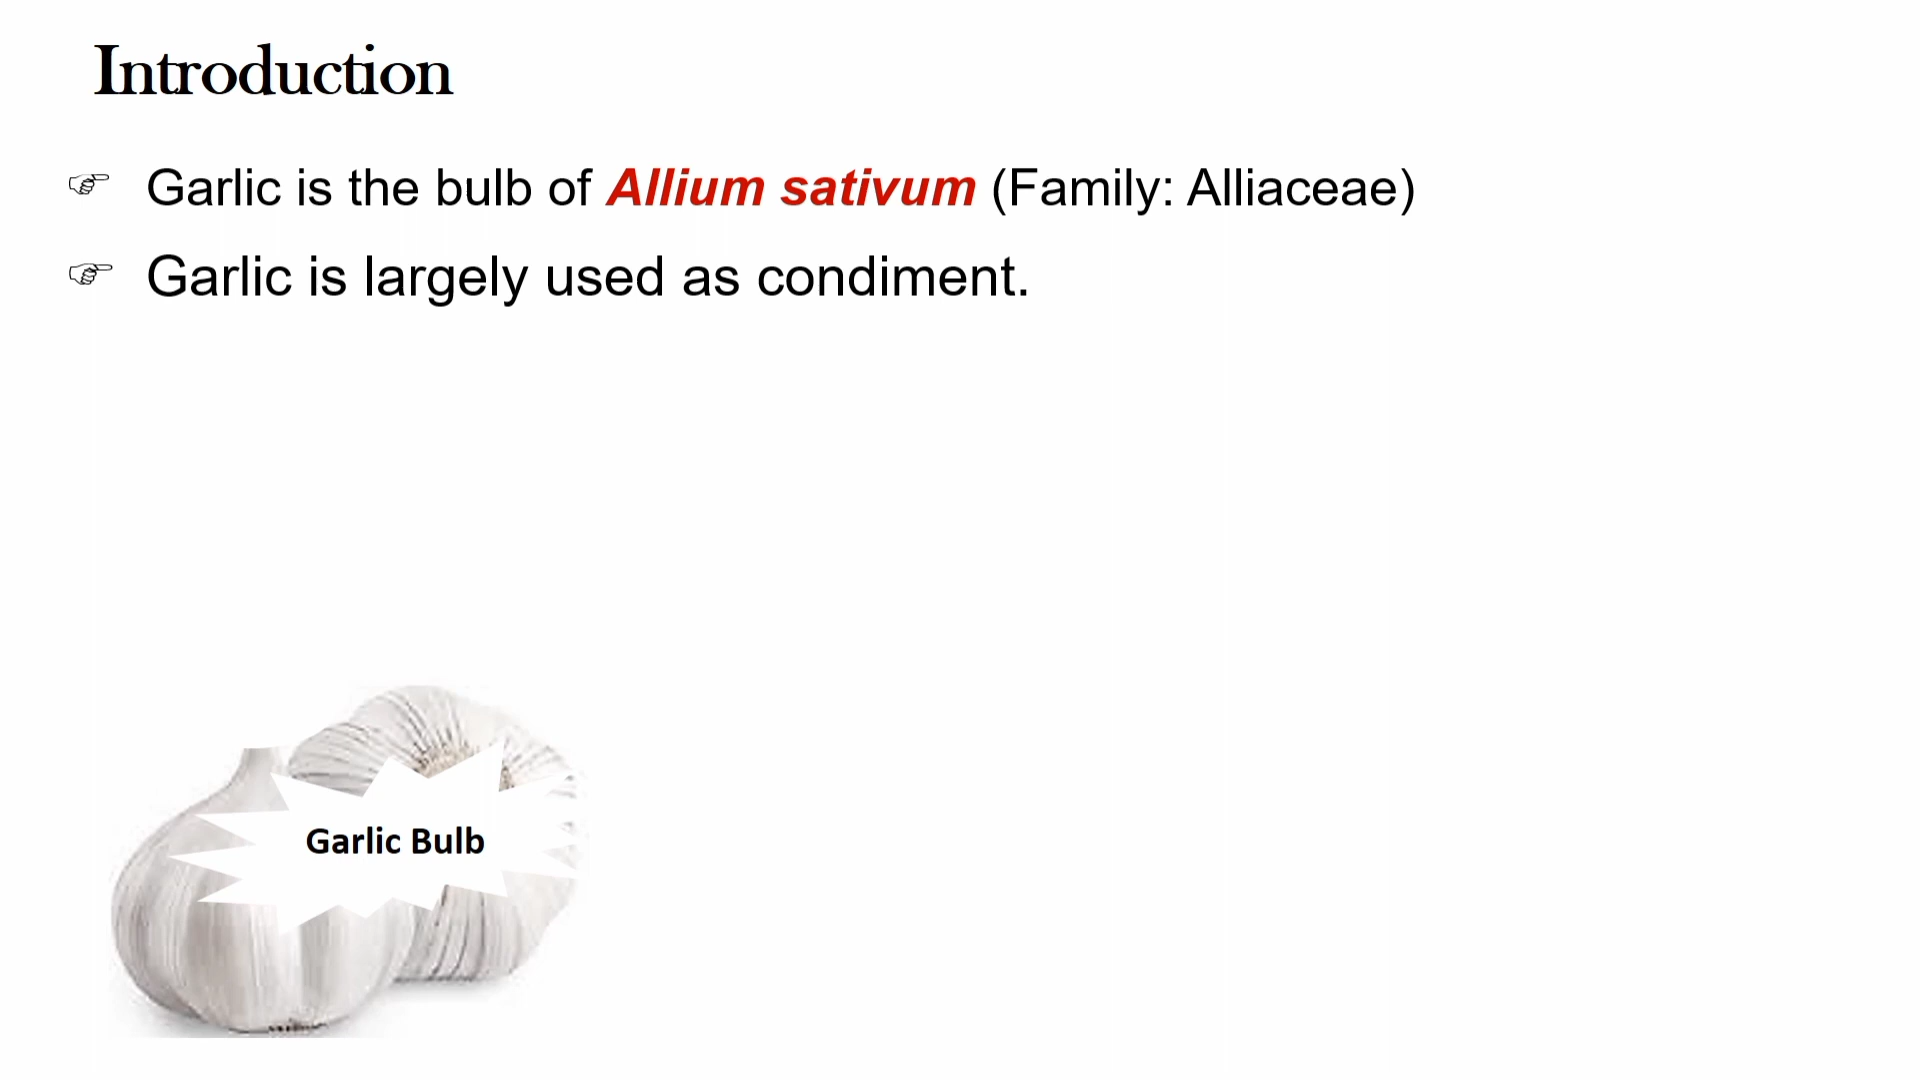 Introduction
Garlic is the bulb of Allium sativum (Family: Alliaceae)
Garlic is largely used as condiment.
Garlic Bulb